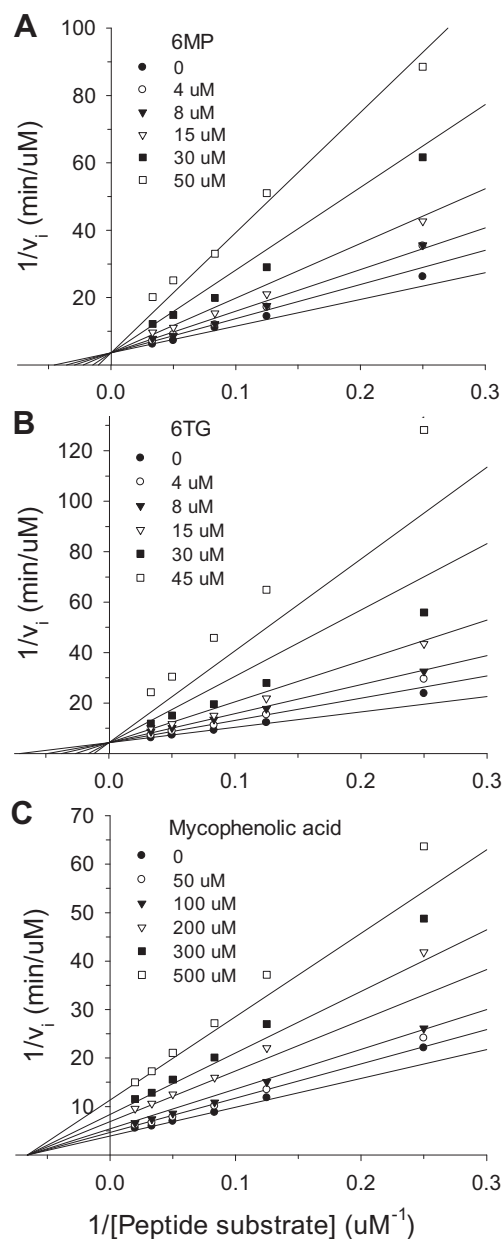 A
6MP
0
4 uM
8 uM
15 uM
30 uM
50 uM
1/vi (min/uM)
100
80
60
40
20
0.0 0.1 0.2 0.3
B
6TG
0
4 uM
8 uM
15 uM
30 uM
45 uM
1/vi (min/uM)
120
100
80
60
40
20
0.0 0.1 0.2 0.3
C
Mycophenolic acid
0
50 uM
100 uM
200 uM
300 uM
500 uM
1/vi (min/uM)
70
60
50
40
30
20
10
0.0 0.1 0.2 0.3
1/[Peptide substrate] (uM-1)